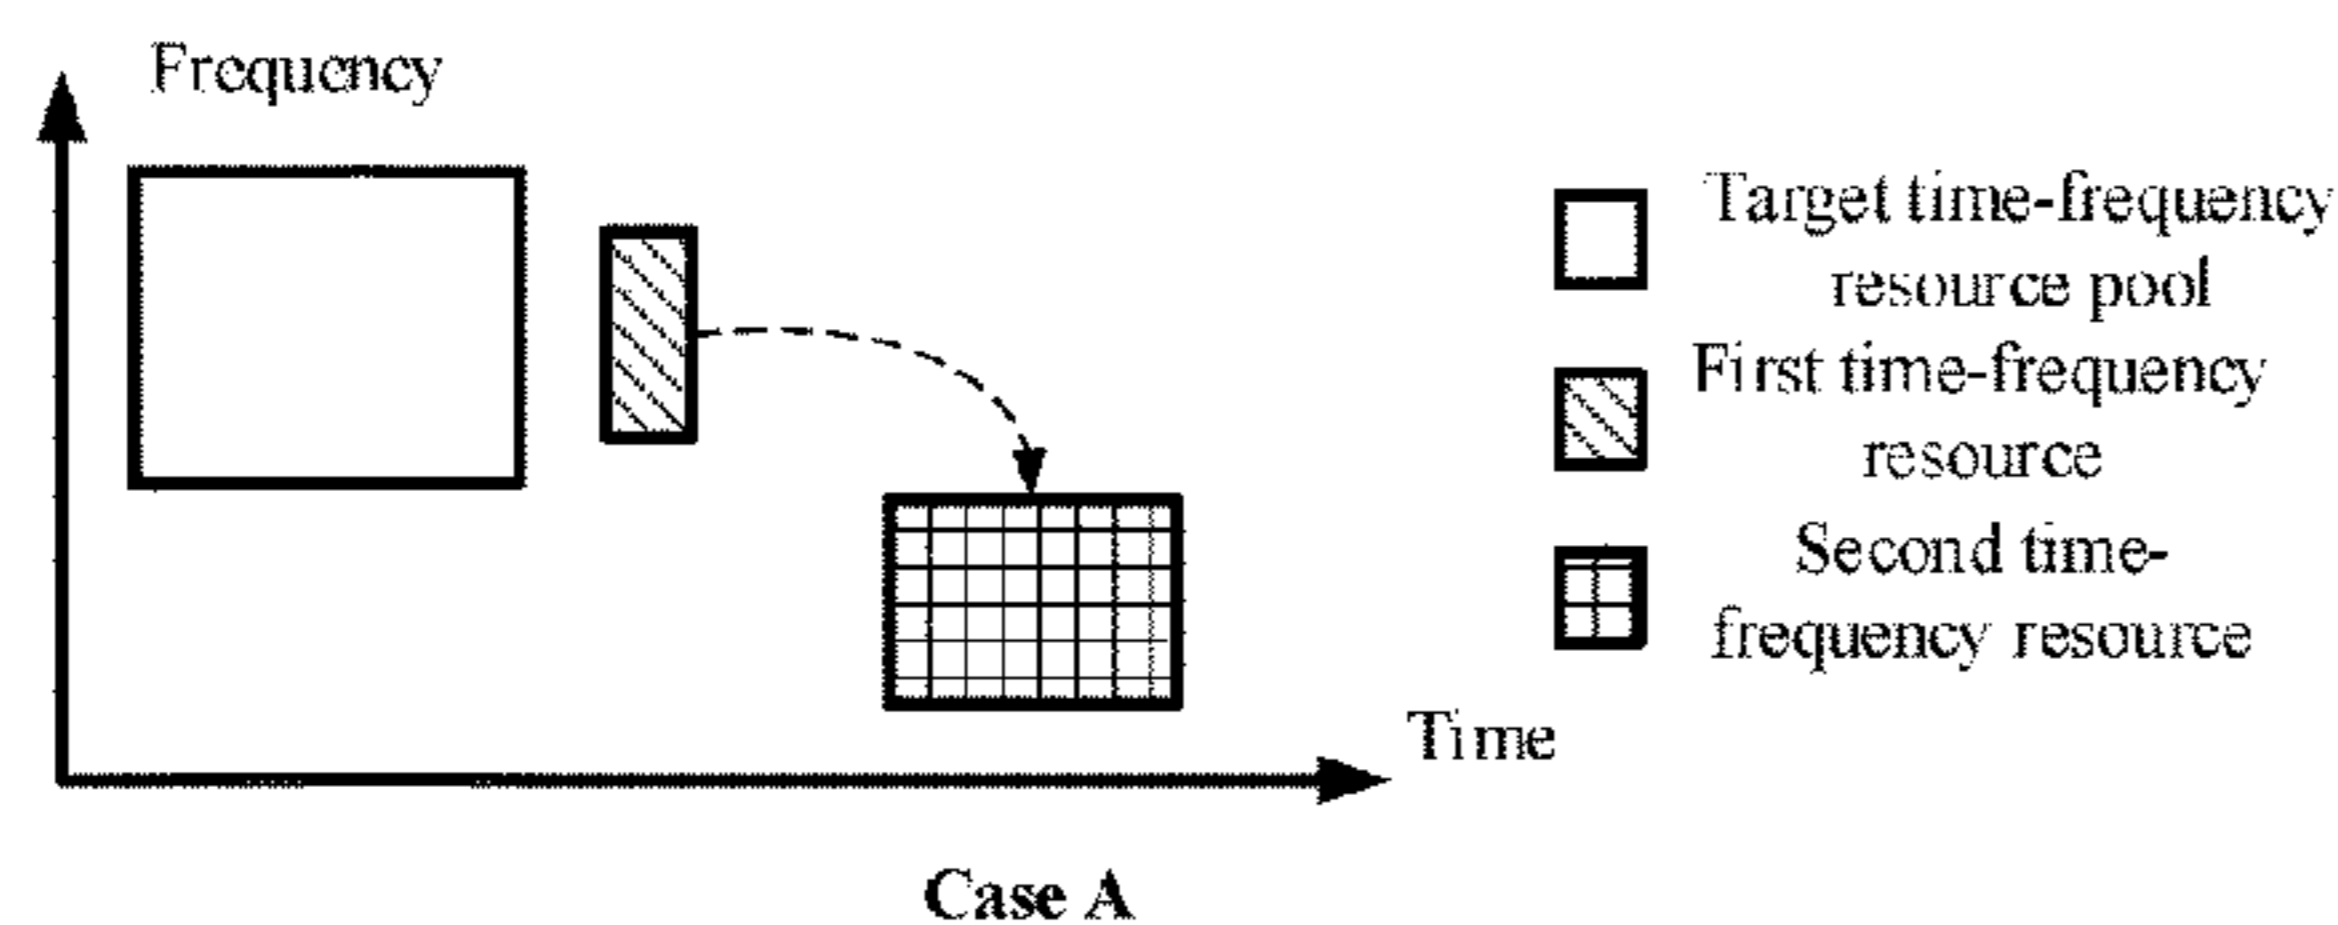 Frequency
Target time-frequency
resource pool
First time-frequency
resource
Second time-
frequency resource
Time
Case A